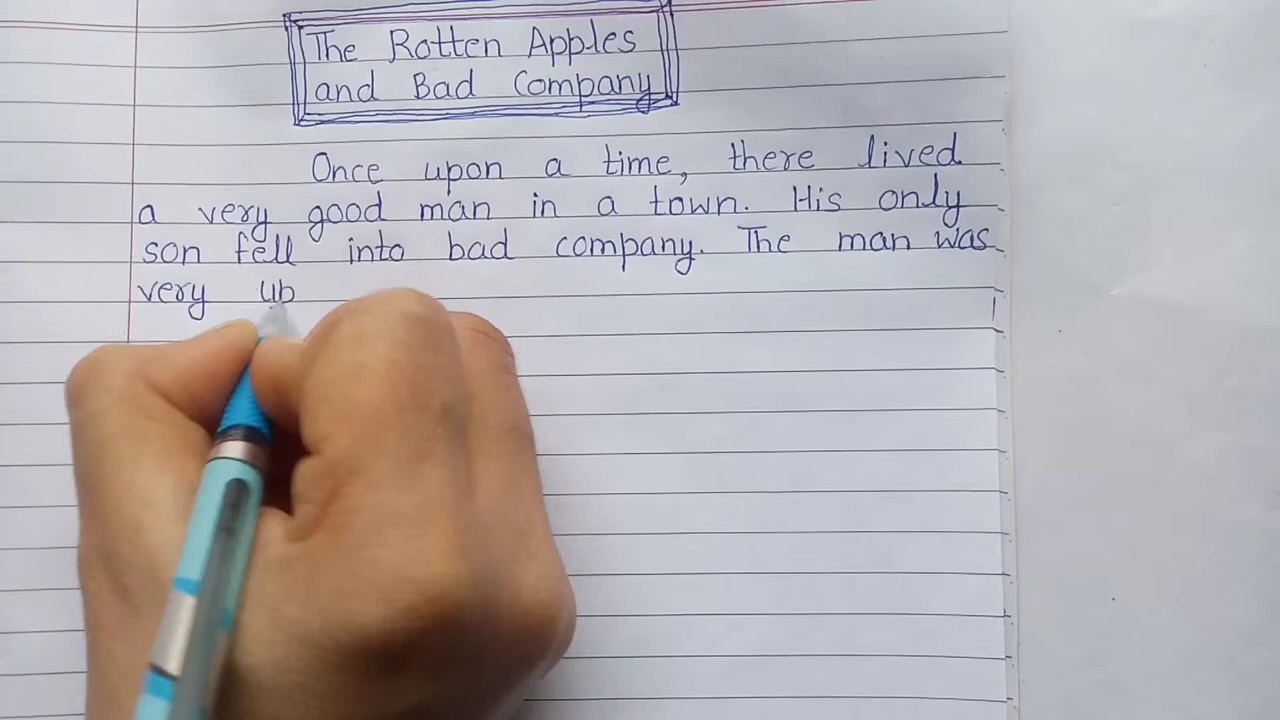 The Rotten Apples
and Bad Company
Once upon a time, there lived
a very good man in a town. His only
son fell into bad company. The man was
very up